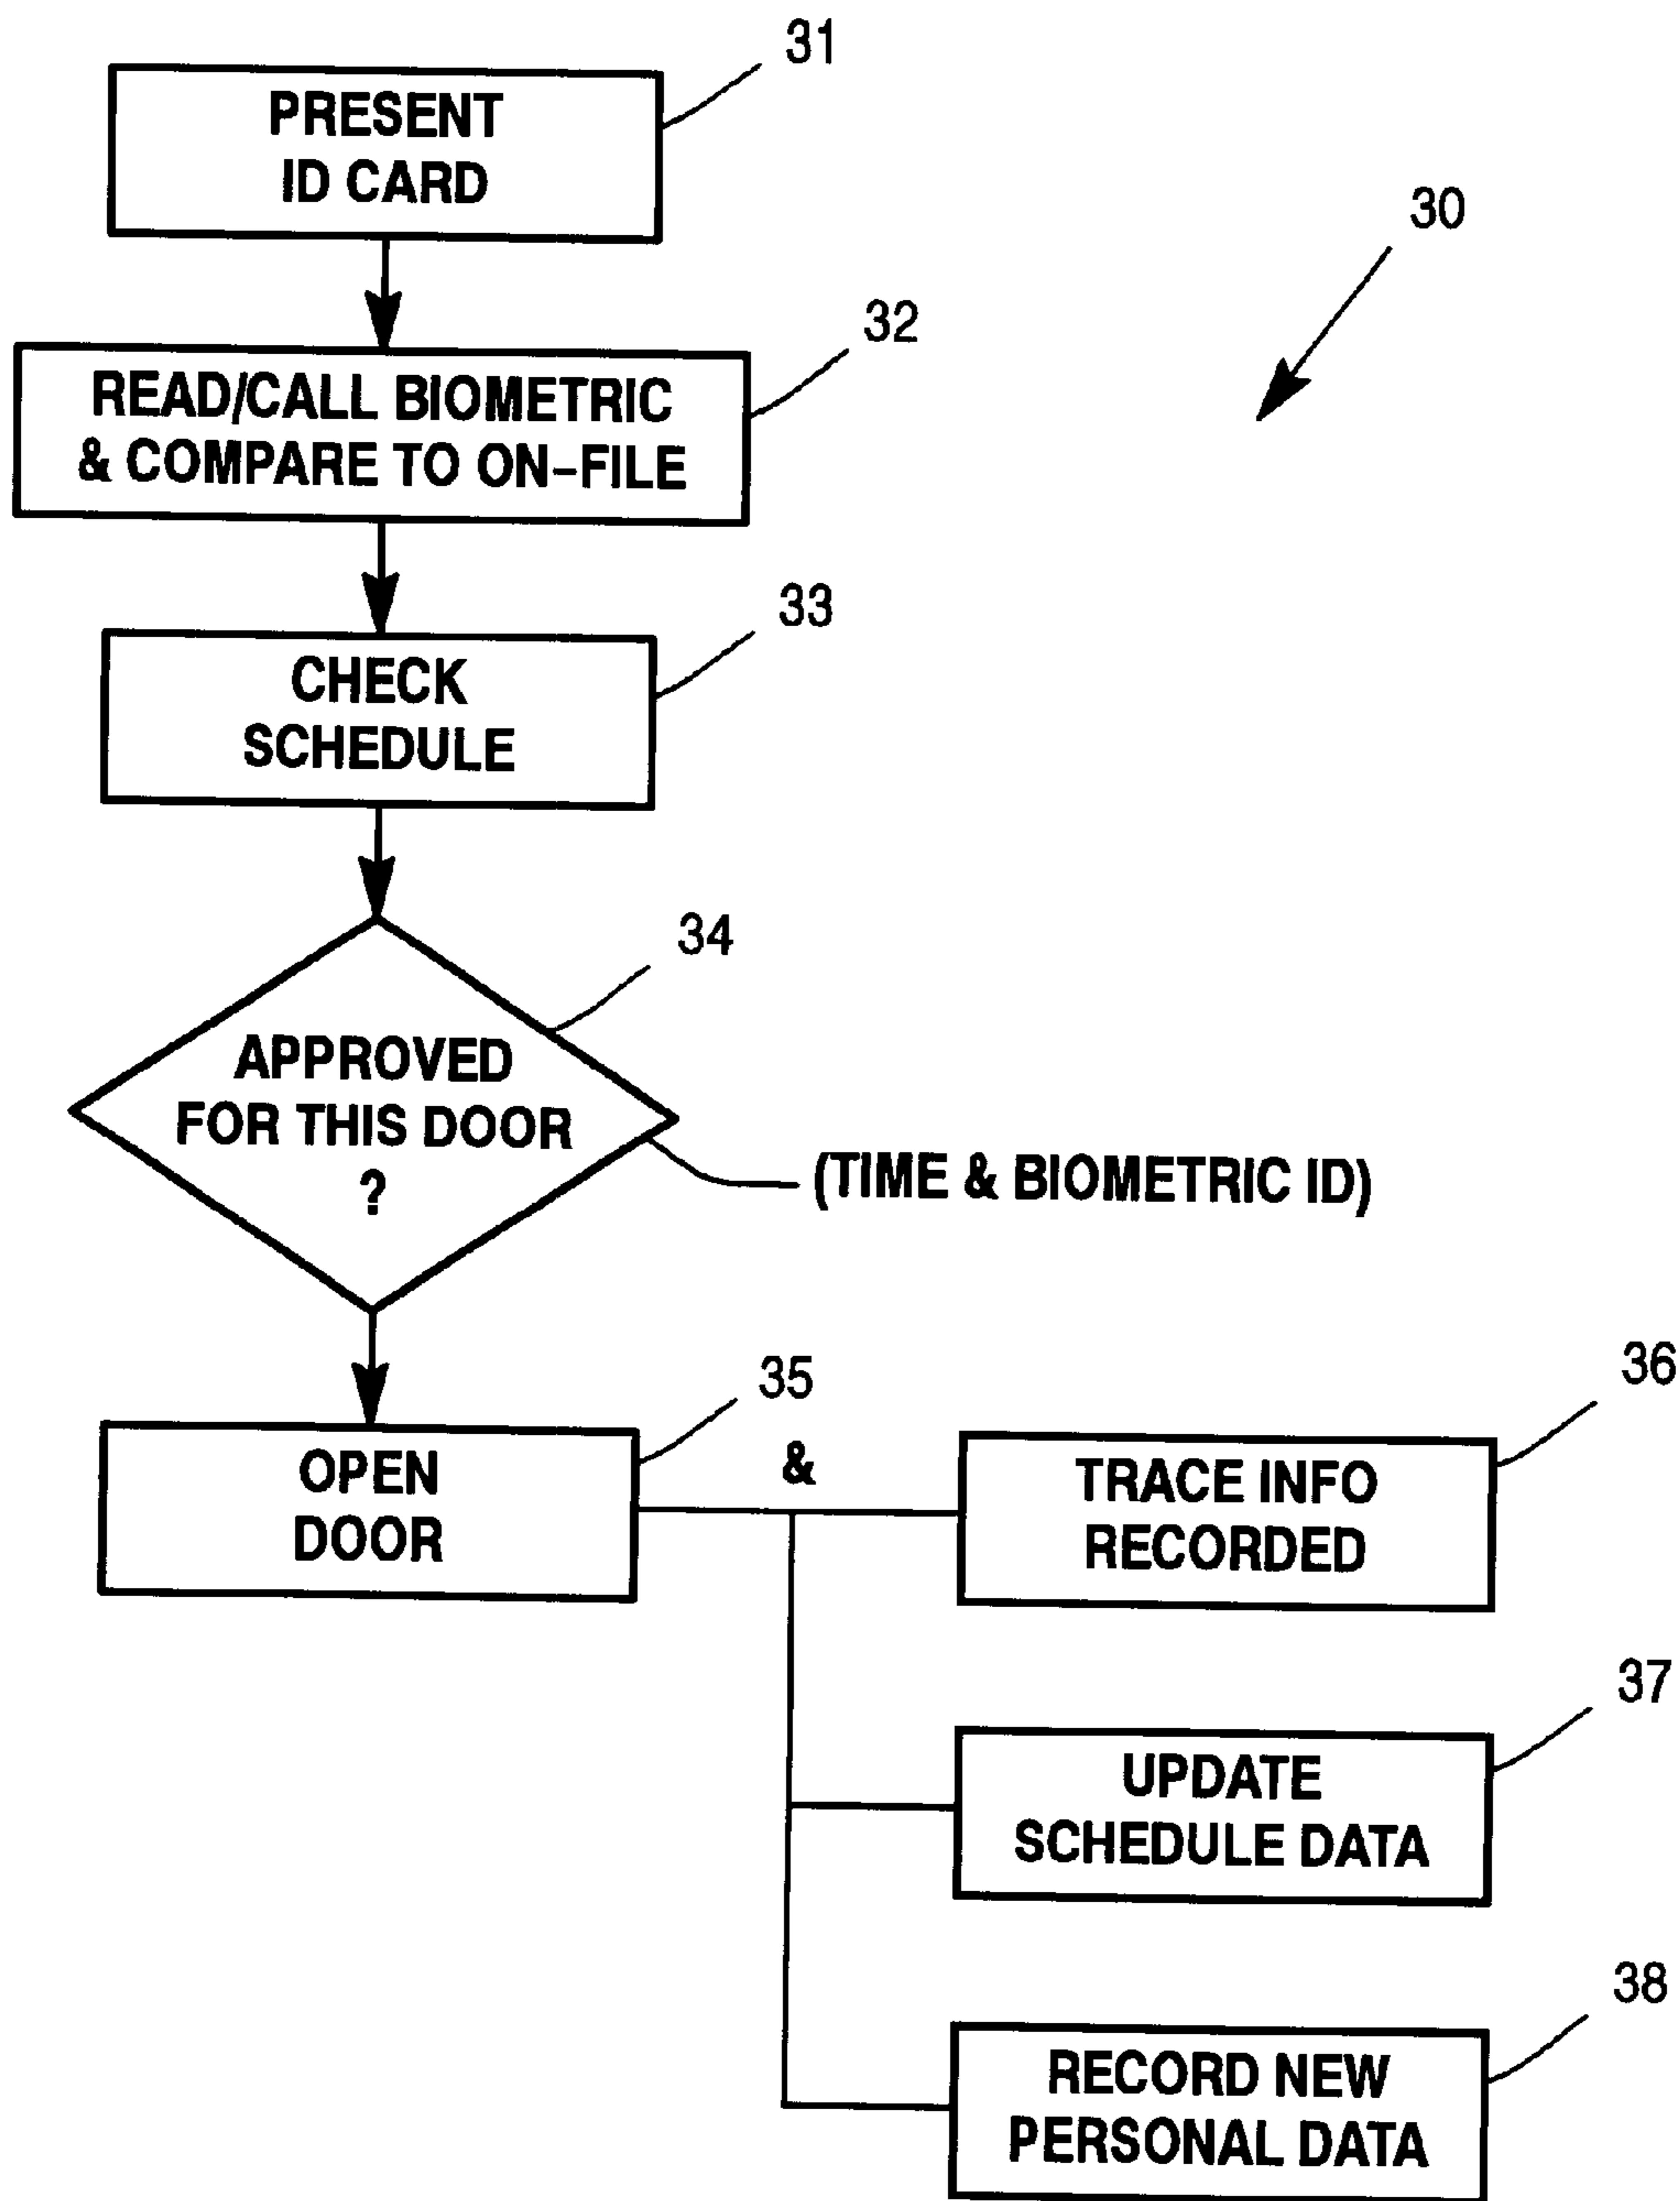 31
PRESENT
ID CARD
30
32
READ/CALL BIOMETRIC
& COMPARE TO ON-FILE
33
CHECK
SCHEDULE
34
APPROVED
FOR THIS DOOR
?
(TIME & BIOMETRIC ID)
35
OPEN
DOOR
&
36
TRACE INFO
RECORDED
37
UPDATE
SCHEDULE DATA
38
RECORD NEW
PERSONAL DATA